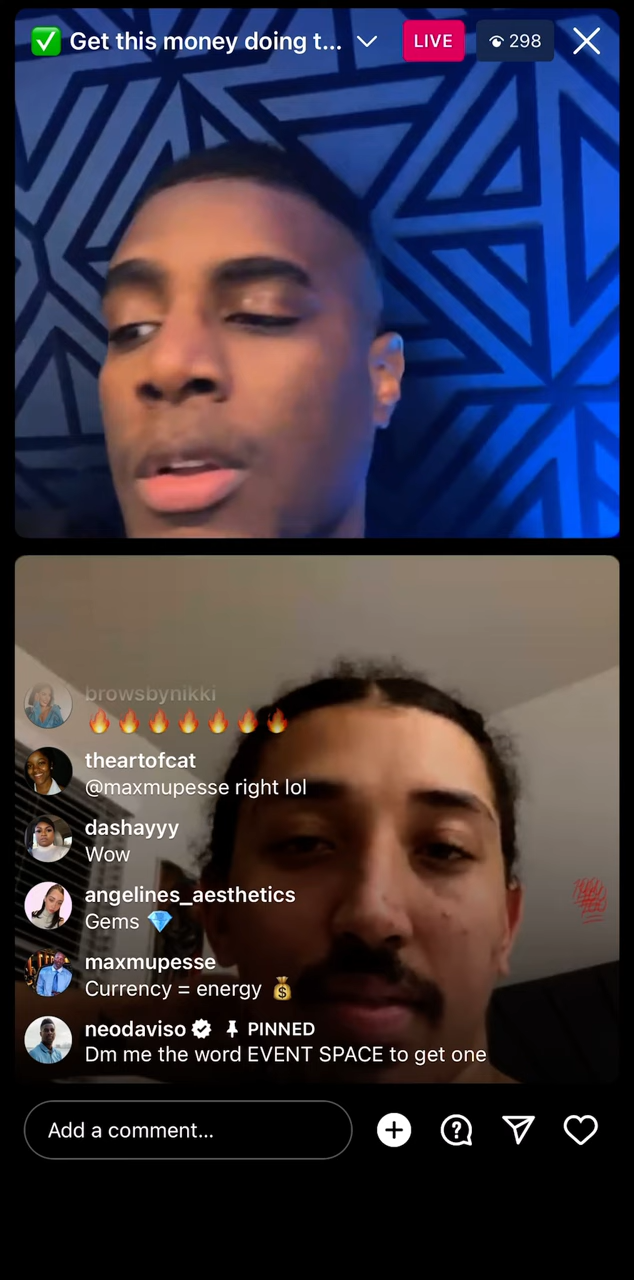 ✅ Get this money doing t...
LIVE
298
browsbynikki
🔥🔥🔥🔥🔥🔥🔥
theartofcat
@maxmupesse right lol
dashayyy
Wow
angelines_aesthetics
Gems 💎
maxmupesse
Currency = energy 💰
neodaviso PINNED
Dm me the word EVENT SPACE to get one
Add a comment...